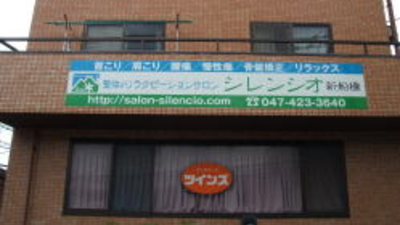 首こり/肩こり/腰痛/慢性痛/骨盤矯正/リラックス
整体&リラクゼーションサロン シレンシオ 新船橋
http://salon-silencio.com ☎047-423-3640
ツインズ